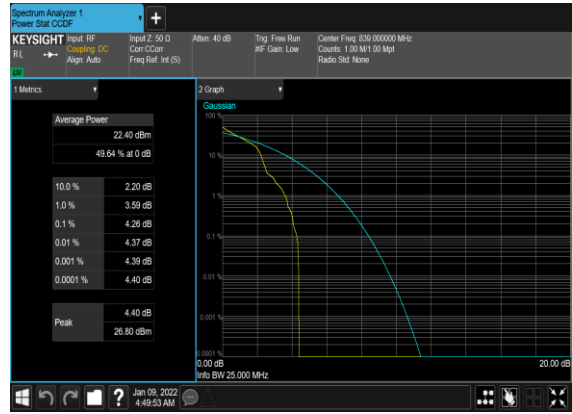 Spectrum Analyzer 1
Power Stat CCDF
+
KEYSIGHT
R L
LXI
Input: RF
Coupling: DC
Align: Auto
Input Z: 50 Ω
Corr CCorr
Freq Ref: Int (S)
Atten: 40 dB
Trig: Free Run
#IF Gain: Low
Center Freq: 839.000000 MHz
Counts: 1.00 M/1.00 Mpt
Radio Std: None
1 Metrics
Average Power
22.40 dBm
49.64 % at 0 dB
10.0 % 2.20 dB
1.0 % 3.59 dB
0.1 % 4.26 dB
0.01 % 4.37 dB
0.001 % 4.39 dB
0.0001 % 4.40 dB
Peak
4.40 dB
26.80 dBm
2 Graph
Gaussian
100 %
10 %
1 %
0.1 %
0.01 %
0.001 %
0.0001 %
0.00 dB 20.00 dB
Info BW 25.000 MHz
?
Jan 09, 2022
4:49:53 AM